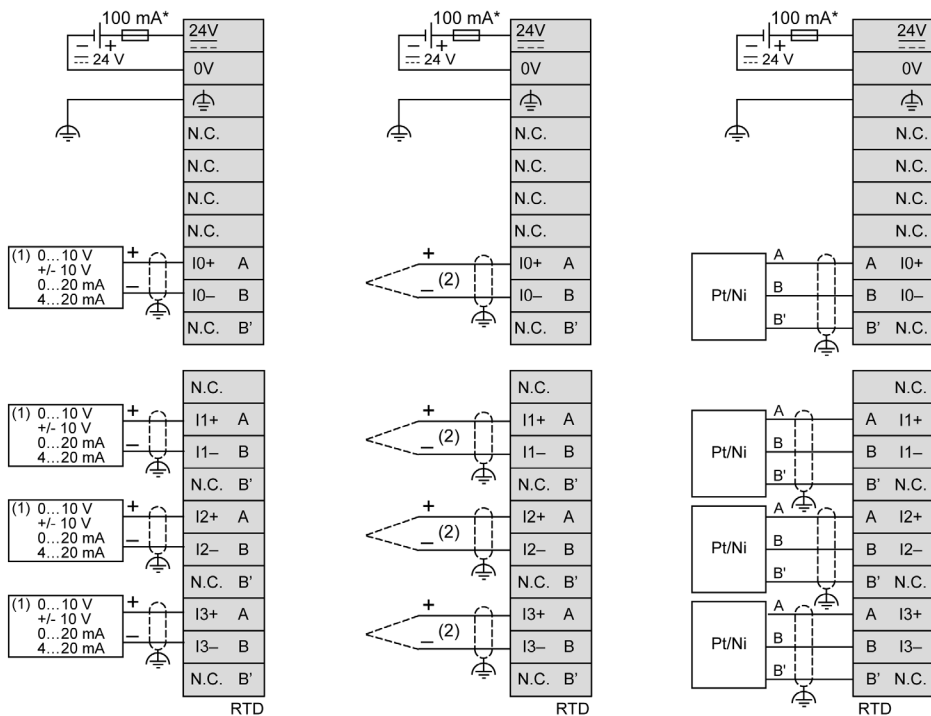 100 mA*
24V
– +
24 V
0V
N.C.
N.C.
N.C.
N.C.
(1) 0...10 V
+/- 10 V
0...20 mA
4...20 mA
+
–
I0+ A
I0– B
N.C. B'
N.C.
(1) 0...10 V
+/- 10 V
0...20 mA
4...20 mA
+
–
I1+ A
I1– B
N.C. B'
(1) 0...10 V
+/- 10 V
0...20 mA
4...20 mA
+
–
I2+ A
I2– B
N.C. B'
(1) 0...10 V
+/- 10 V
0...20 mA
4...20 mA
+
–
I3+ A
I3– B
N.C. B'
RTD
100 mA*
24V
– +
24 V
0V
N.C.
N.C.
N.C.
N.C.
+
– (2)
I0+ A
I0– B
N.C. B'
N.C.
+
– (2)
I1+ A
I1– B
N.C. B'
+
– (2)
I2+ A
I2– B
N.C. B'
+
– (2)
I3+ A
I3– B
N.C. B'
RTD
100 mA*
24V
– +
24 V
0V
N.C.
N.C.
N.C.
N.C.
Pt/Ni
A
B
B'
A I0+
B I0–
B' N.C.
N.C.
Pt/Ni
A
B
B'
A I1+
B I1–
B' N.C.
Pt/Ni
A
B
B'
A I2+
B I2–
B' N.C.
Pt/Ni
A
B
B'
A I3+
B I3–
B' N.C.
RTD